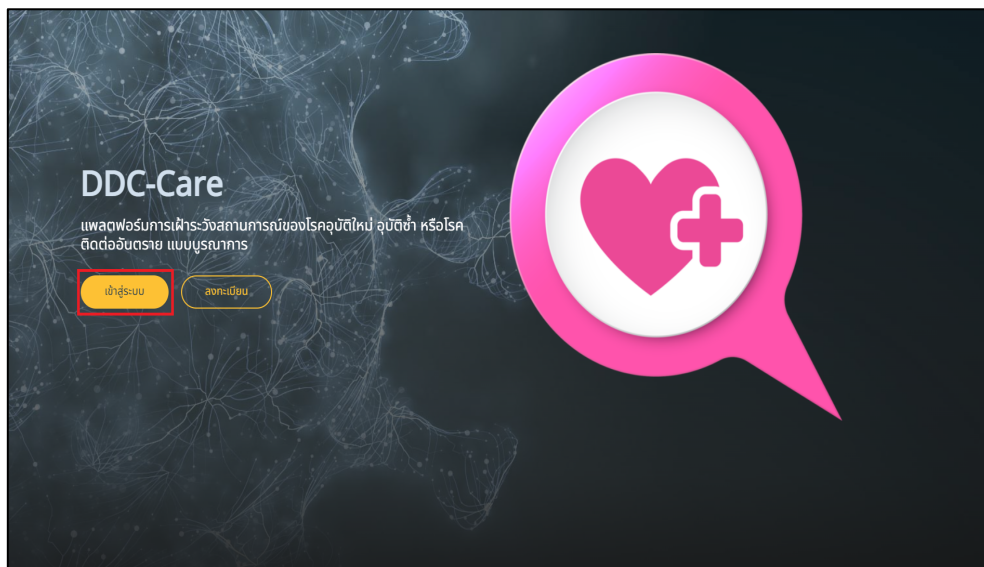 DDC-Care
แพลตฟอร์มการเฝ้าระวังสถานการณ์ของโรคอุบัติใหม่ อุบัติซ้ำ หรือโรค
ติดต่ออันตราย แบบบูรณาการ
เข้าสู่ระบบ
ลงทะเบียน